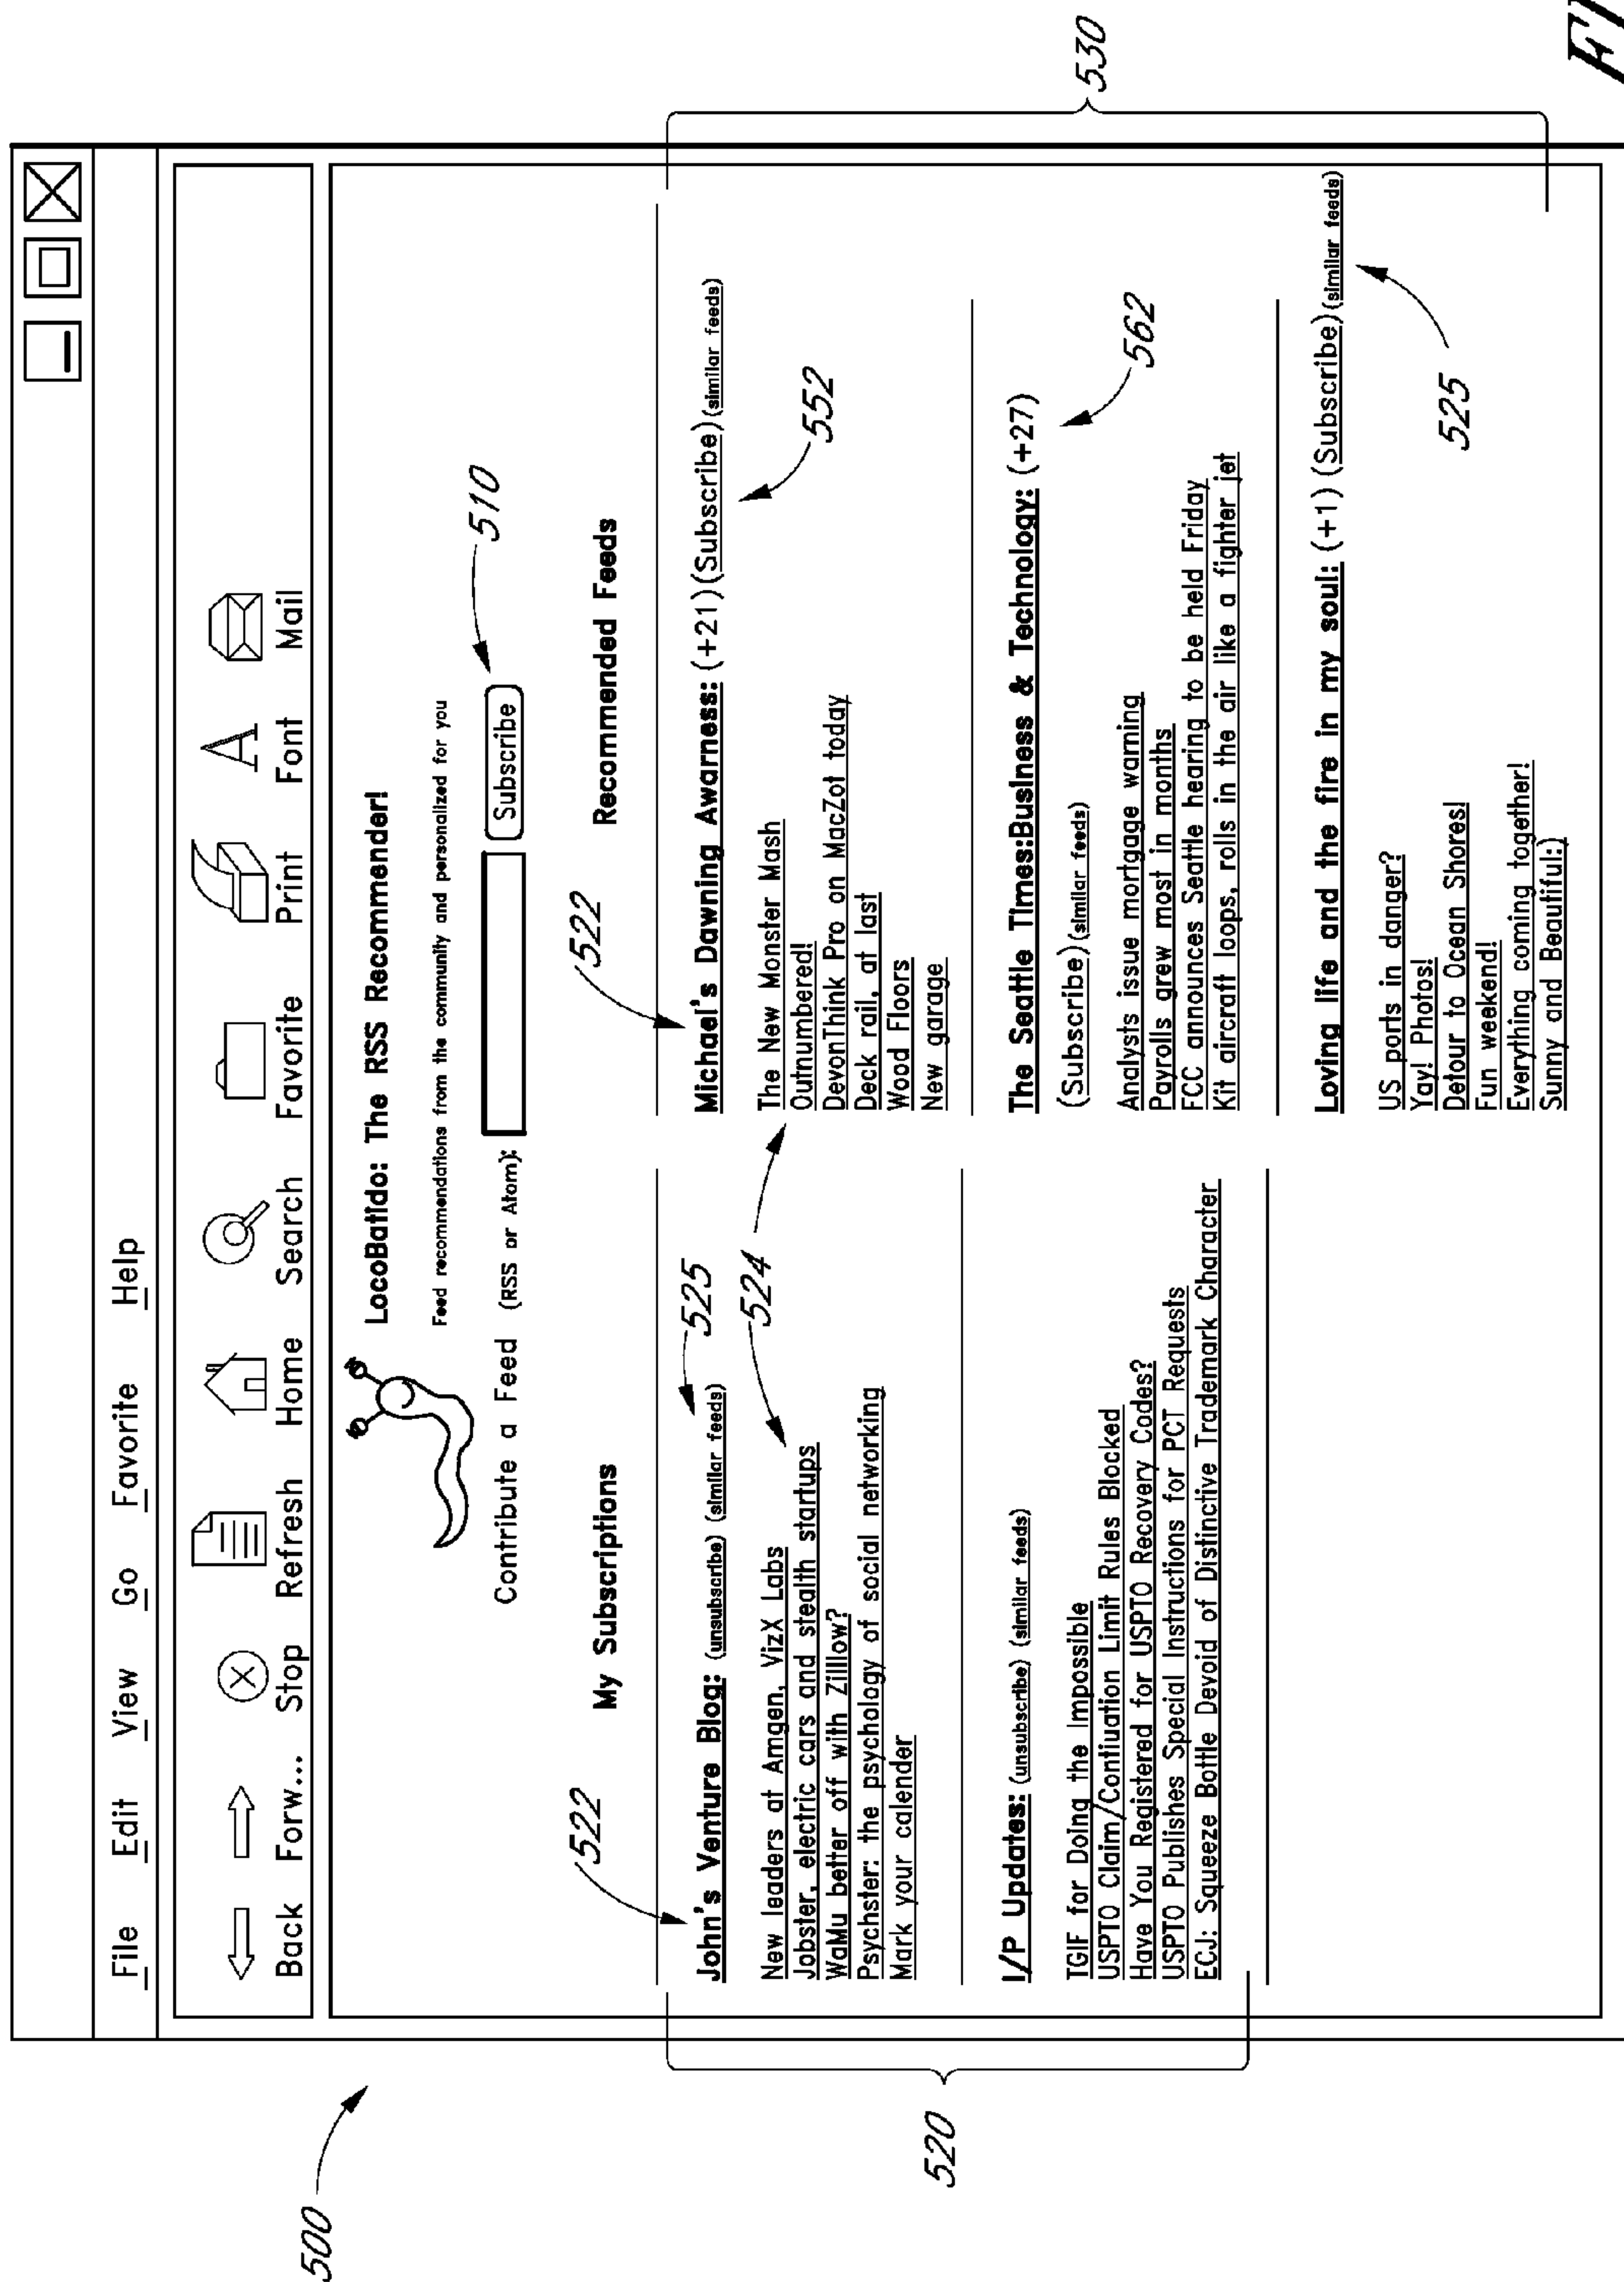 500
File Edit View Go Favorite Help
Back Forw... Stop Refresh Home Search Favorite Print Font Mail
LocoBatido: The RSS Recommender!
Feed recommendations from the community and personalized for you
Contribute a Feed (RSS or Atom): Subscribe
510
My Subscriptions
522
John's Venture Blog: (unsubscribe) (similar feeds)
525
New leaders at Amgen, VizX Labs
Jobster, electric cars and stealth startups
WaMu better off with Zilllow?
Psychster: the psychology of social networking
Mark your calender
524
I/P Updates: (unsubscribe) (similar feeds)
TGIF for Doing the Impossible
USPTO Claim/Contiuation Limit Rules Blocked
Have You Registered for USPTO Recovery Codes?
USPTO Publishes Special Instructions for PCT Requests
ECJ: Squeeze Bottle Devoid of Distinctive Trademark Character
520
Recommended Feeds
522
Michael's Dawning Awarness: (+21)(Subscribe)(similar feeds)
552
The New Monster Mash
Outnumbered!
DevonThink Pro on MacZot today
Deck rail, at last
Wood Floors
New garage
The Seattle Times:Business & Technology: (+27)
562
(Subscribe)(similar feeds)
Analysts issue mortgage warning
Payrolls grew most in months
FCC announces Seattle hearing to be held Friday
Kit aircraft loops, rolls in the air like a fighter jet
Loving life and the fire in my soul: (+1)(Subscribe)(similar feeds)
525
US ports in danger?
Yay! Photos!
Detour to Ocean Shores!
Fun weekend!
Everything coming together!
Sunny and Beautiful:)
530